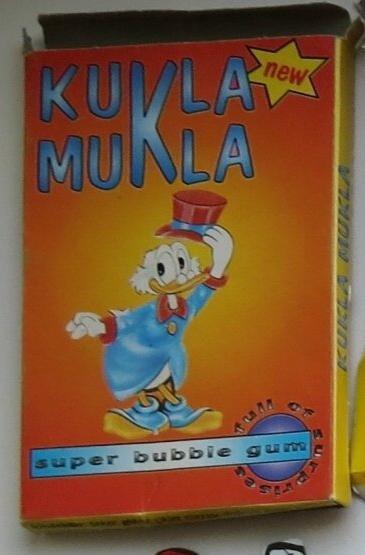 KUKLA
MUKLA
new
KUKLA MUKLA
full of surprises
super bubble gum